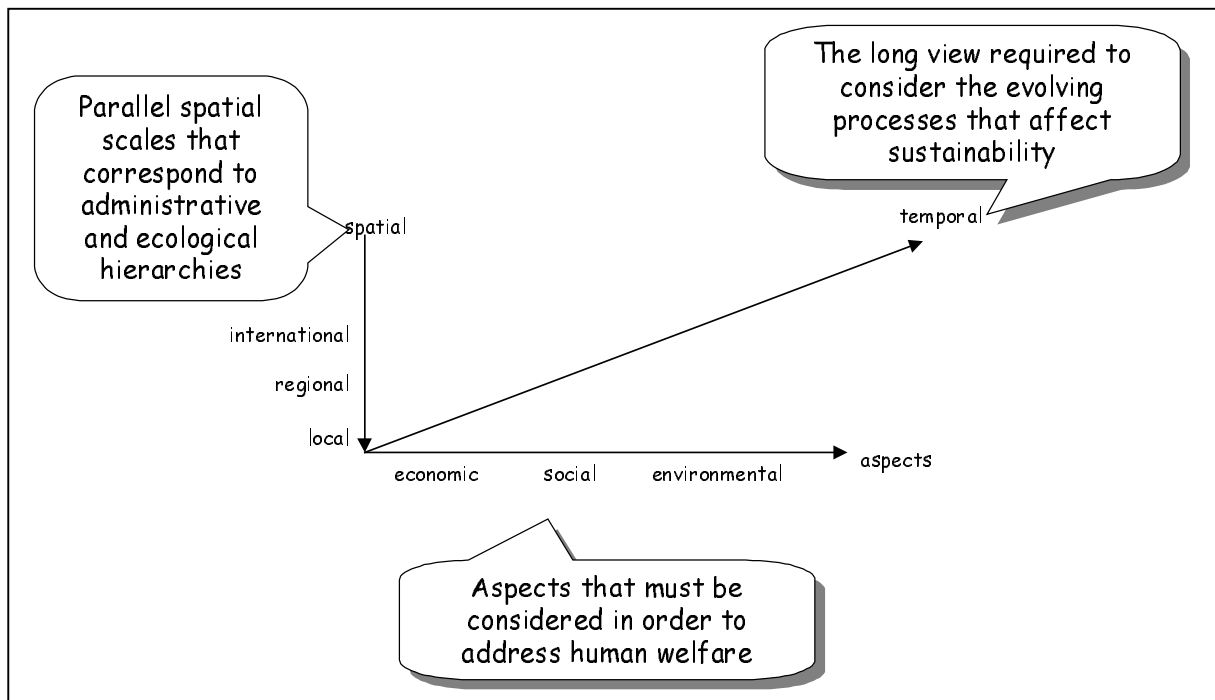 The long view required to
consider the evolving
processes that affect
sustainability
Parallel spatial
scales that
correspond to
administrative
and ecological
hierarchies
spatial
temporal
international
regional
local
economic
social
environmental
aspects
Aspects that must be
considered in order to
address human welfare